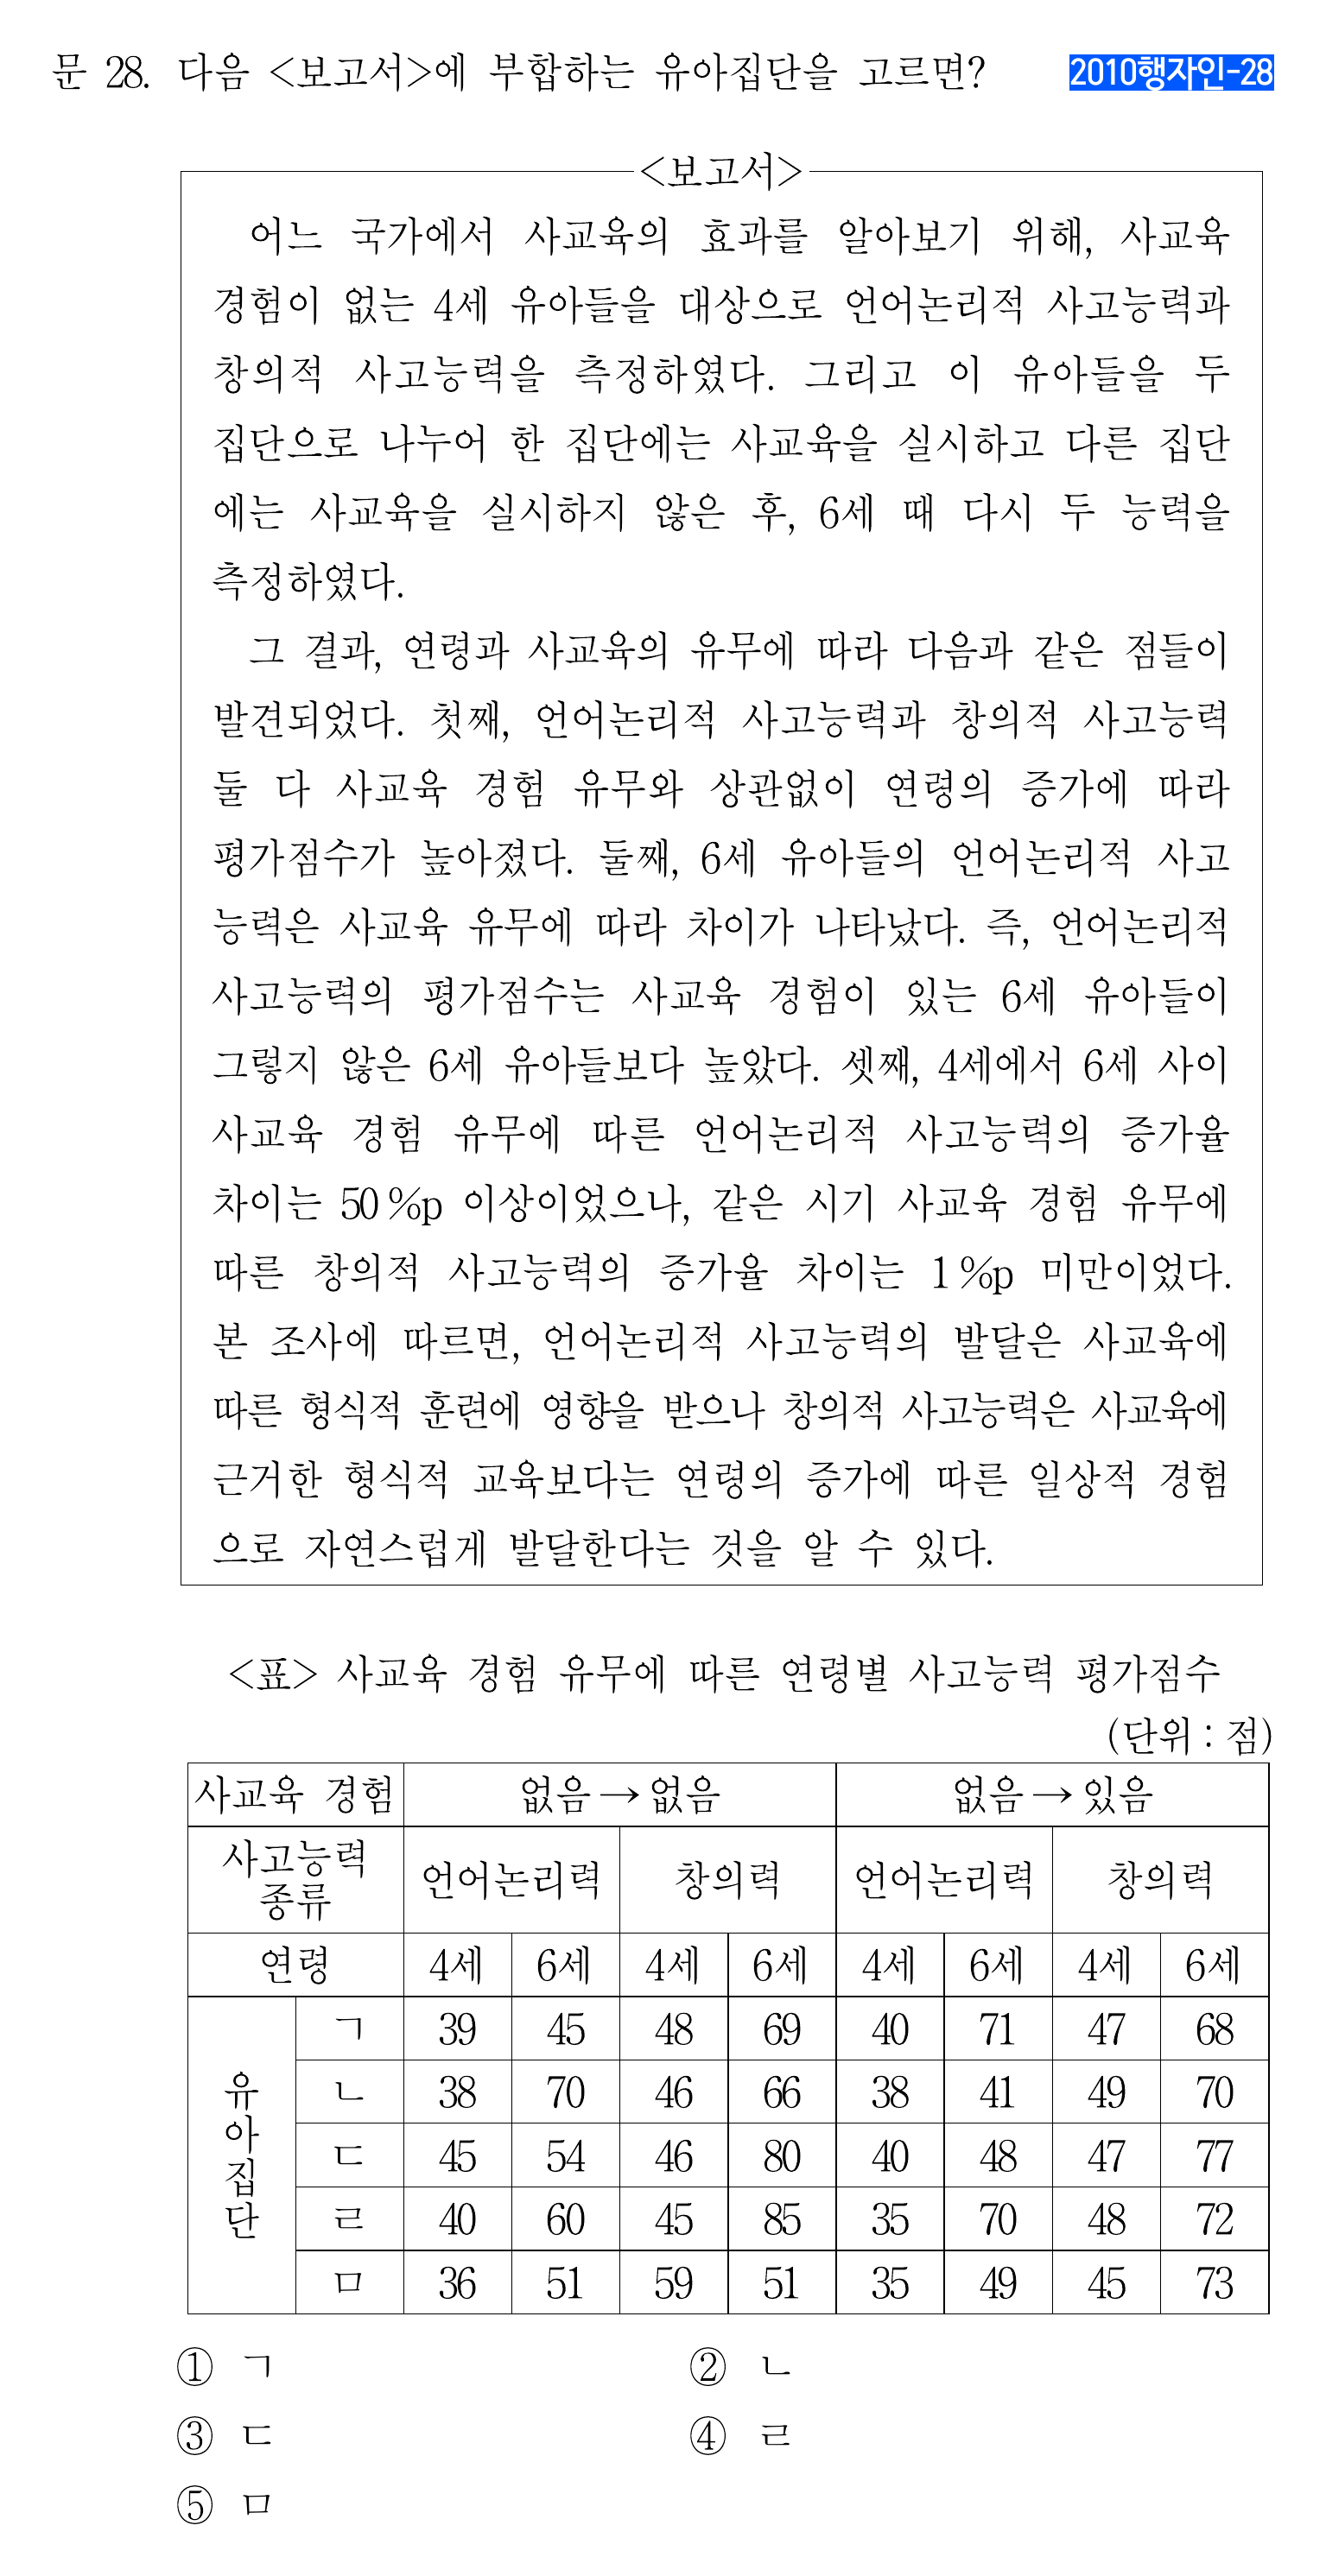 문 28. 다음 <보고서>에 부합하는 유아집단을 고르면? 2010행자인-28
<보고서>
어느 국가에서 사교육의 효과를 알아보기 위해, 사교육
경험이 없는 4세 유아들을 대상으로 언어논리적 사고능력과
창의적 사고능력을 측정하였다. 그리고 이 유아들을 두
집단으로 나누어 한 집단에는 사교육을 실시하고 다른 집단
에는 사교육을 실시하지 않은 후, 6세 때 다시 두 능력을
측정하였다.
그 결과, 연령과 사교육의 유무에 따라 다음과 같은 점들이
발견되었다. 첫째, 언어논리적 사고능력과 창의적 사고능력
둘 다 사교육 경험 유무와 상관없이 연령의 증가에 따라
평가점수가 높아졌다. 둘째, 6세 유아들의 언어논리적 사고
능력은 사교육 유무에 따라 차이가 나타났다. 즉, 언어논리적
사고능력의 평가점수는 사교육 경험이 있는 6세 유아들이
그렇지 않은 6세 유아들보다 높았다. 셋째, 4세에서 6세 사이
사교육 경험 유무에 따른 언어논리적 사고능력의 증가율
차이는 50%p 이상이었으나, 같은 시기 사교육 경험 유무에
따른 창의적 사고능력의 증가율 차이는 1%p 미만이었다.
본 조사에 따르면, 언어논리적 사고능력의 발달은 사교육에
따른 형식적 훈련에 영향을 받으나 창의적 사고능력은 사교육에
근거한 형식적 교육보다는 연령의 증가에 따른 일상적 경험
으로 자연스럽게 발달한다는 것을 알 수 있다.
<표> 사교육 경험 유무에 따른 연령별 사고능력 평가점수
(단위 : 점)
사교육 경험 없음→없음 없음→있음
사고능력
종류 언어논리력 창의력 언어논리력 창의력
연령 4세 6세 4세 6세 4세 6세 4세 6세
유아집단
ㄱ 39 45 48 69 40 71 47 68
ㄴ 38 70 46 66 38 41 49 70
ㄷ 45 54 46 80 40 48 47 77
ㄹ 40 60 45 85 35 70 48 72
ㅁ 36 51 59 51 35 49 45 73
① ㄱ ② ㄴ
③ ㄷ ④ ㄹ
⑤ ㅁ